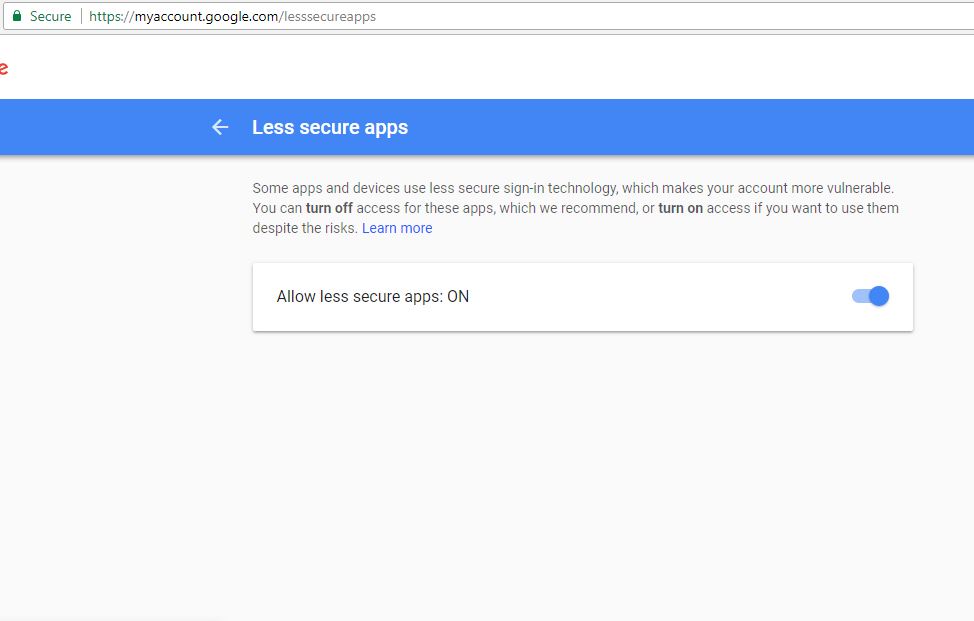 Secure https://myaccount.google.com/lesssecureapps
e
Less secure apps
Some apps and devices use less secure sign-in technology, which makes your account more vulnerable.
You can turn off access for these apps, which we recommend, or turn on access if you want to use them
despite the risks. Learn more
Allow less secure apps: ON